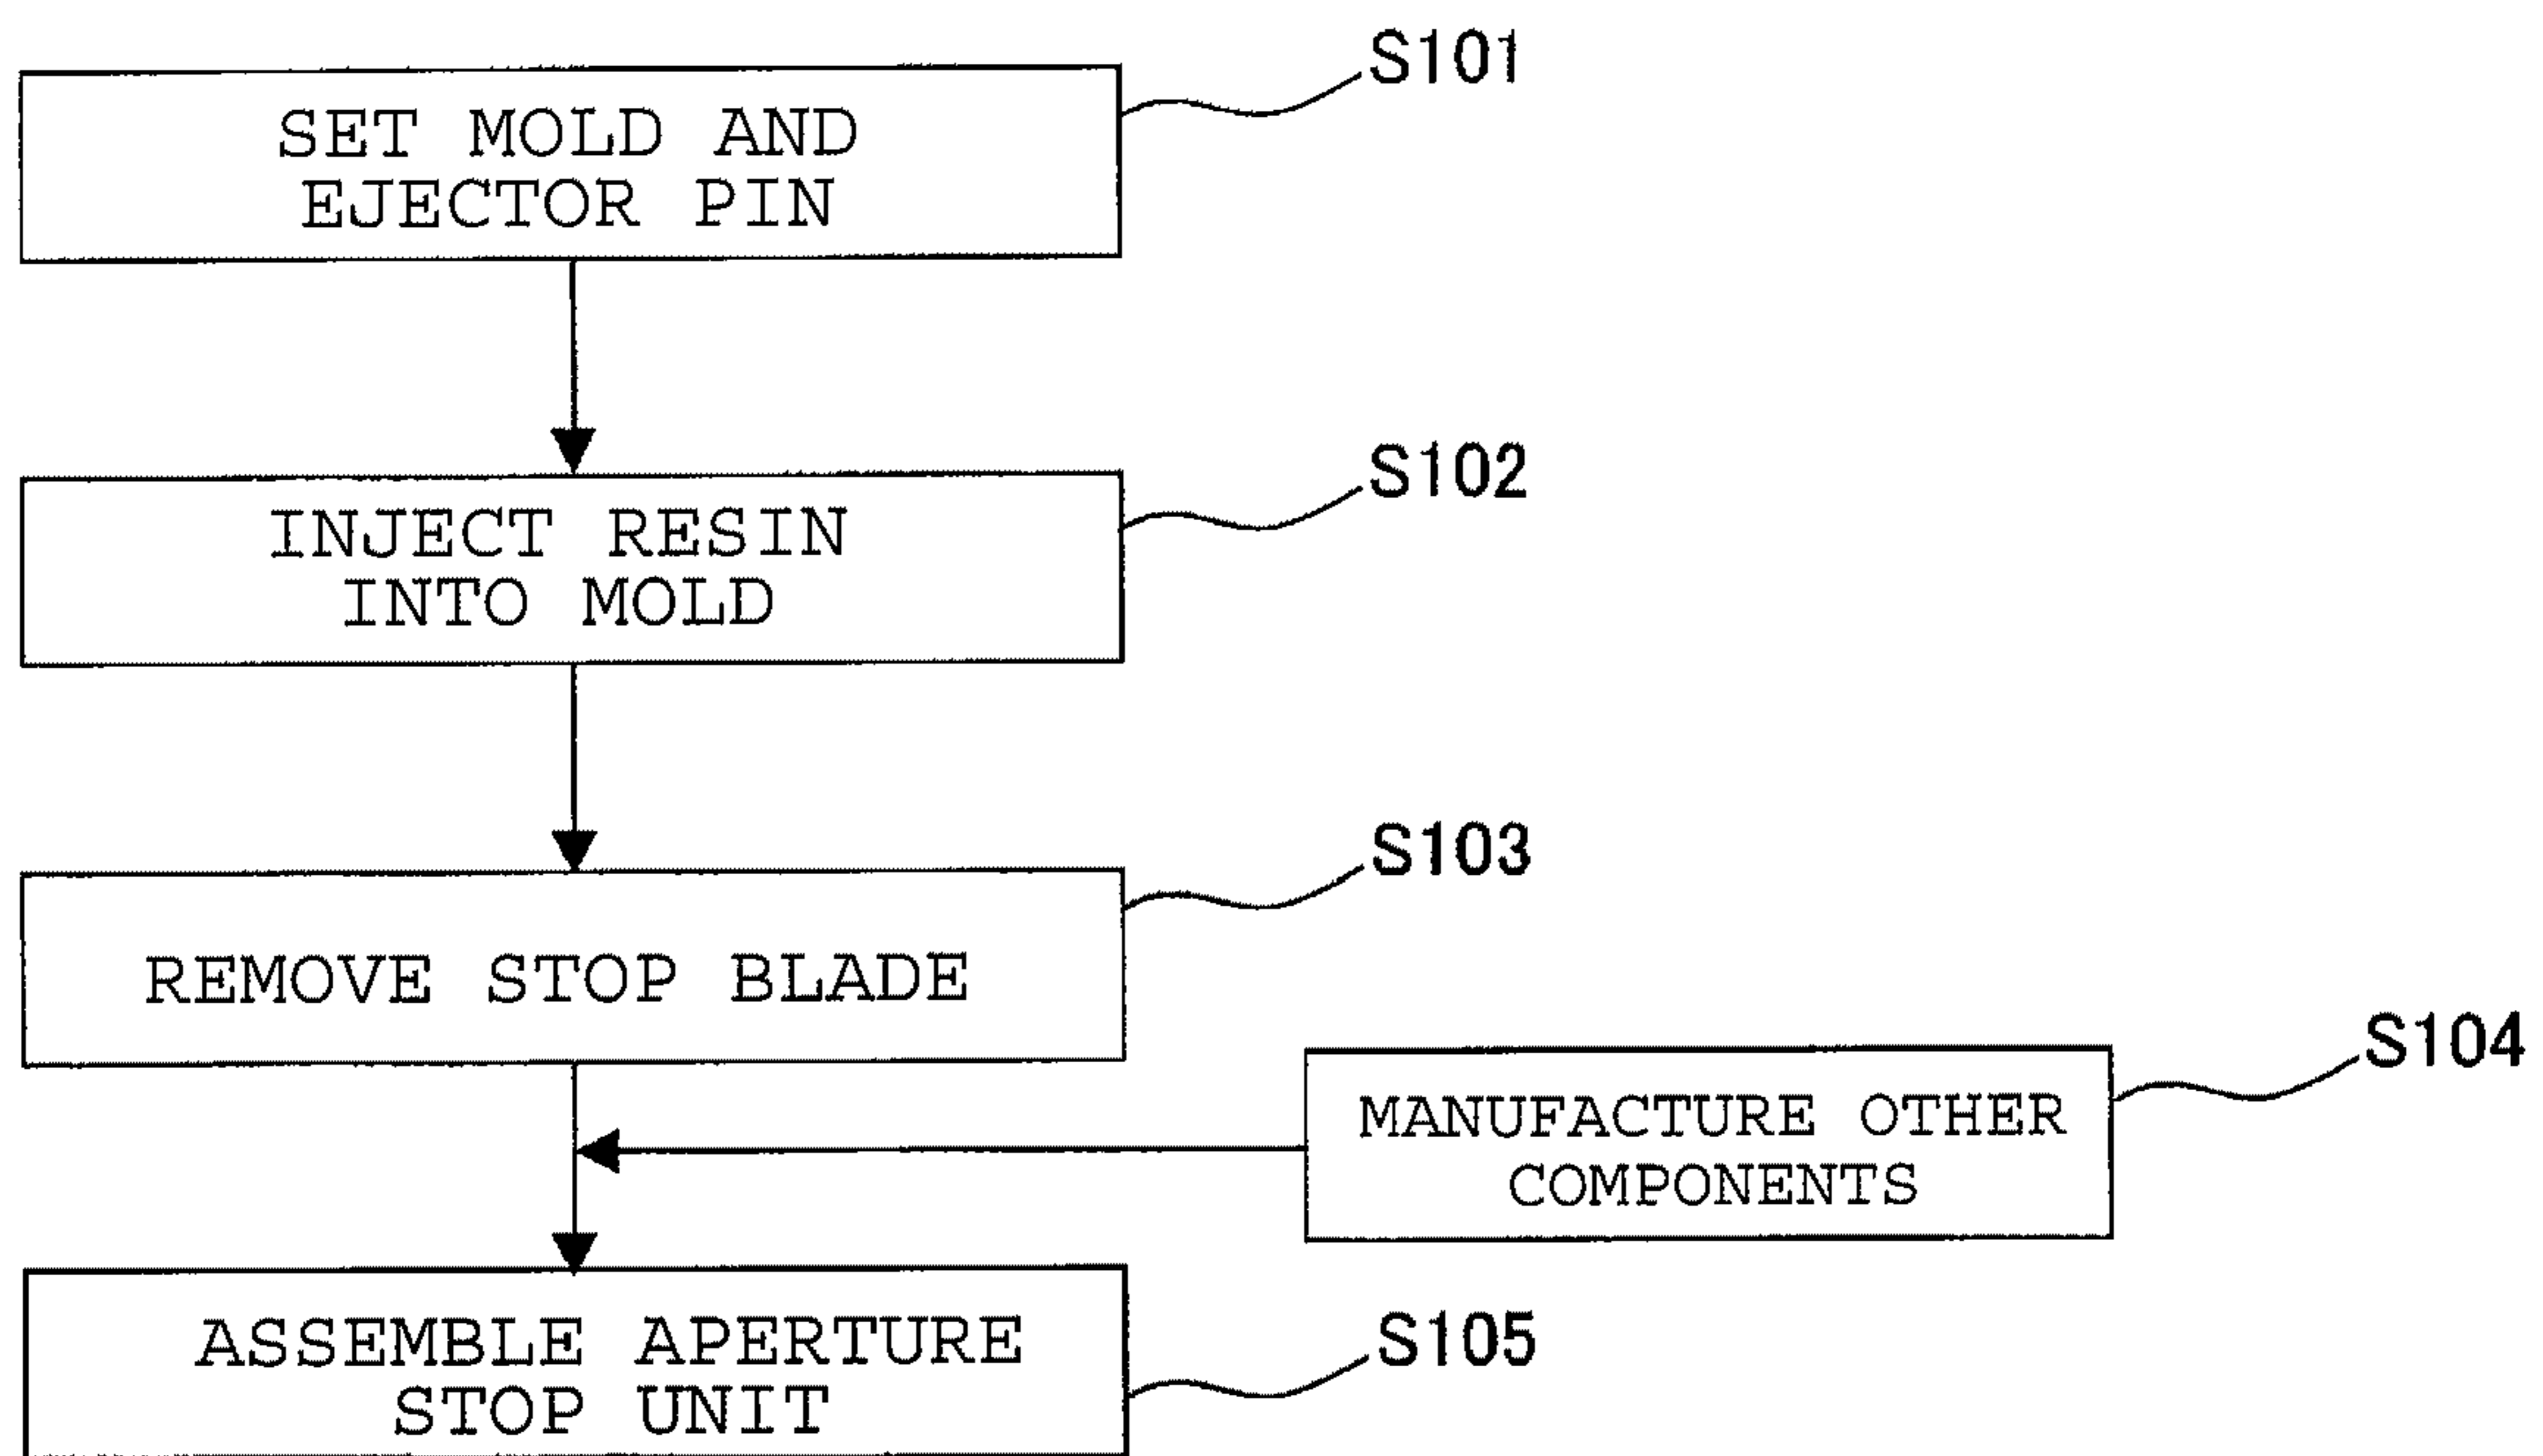 S101
SET MOLD AND
EJECTOR PIN
S102
INJECT RESIN
INTO MOLD
S103
REMOVE STOP BLADE
S104
MANUFACTURE OTHER
COMPONENTS
S105
ASSEMBLE APERTURE
STOP UNIT